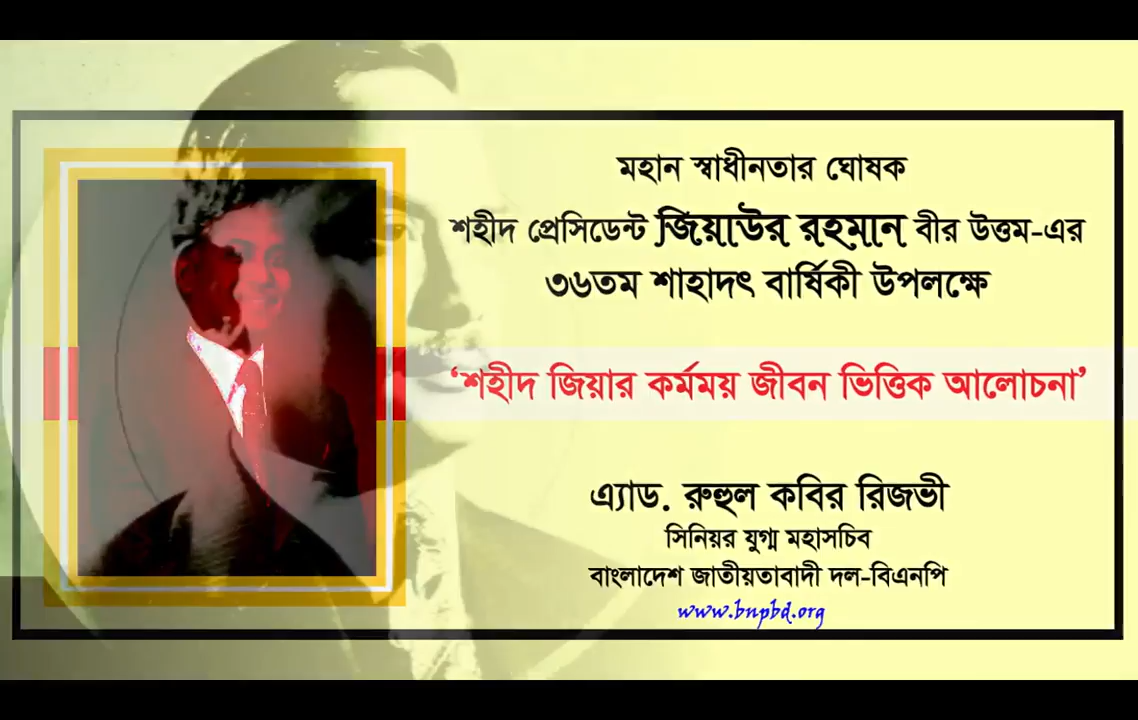 মহান স্বাধীনতার ঘোষক
শহীদ প্রেসিডেন্ট জিয়াউর রহমান বীর উত্তম-এর
৩৬তম শাহাদৎ বার্ষিকী উপলক্ষে
‘শহীদ জিয়ার কর্মময় জীবন ভিত্তিক আলোচনা’
এ্যাড. রুহুল কবির রিজভী
সিনিয়র যুগ্ম মহাসচিব
বাংলাদেশ জাতীয়তাবাদী দল-বিএনপি
www.bnpbd.org